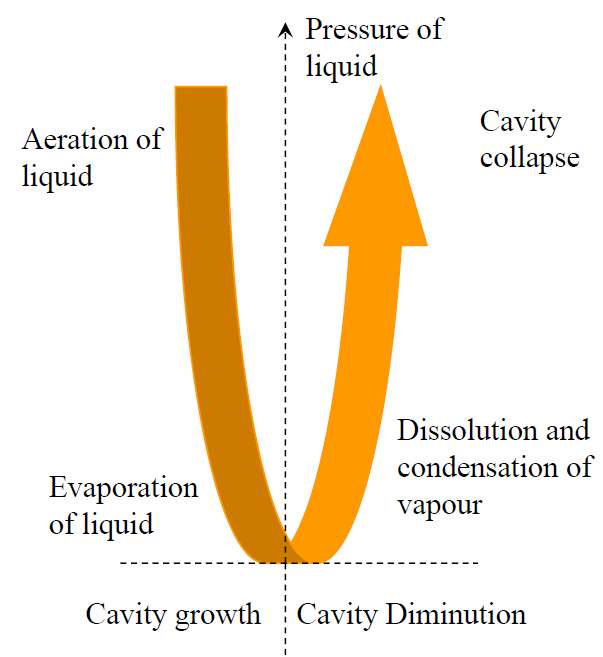 Pressure of
liquid
Aeration of
liquid
Cavity
collapse
Evaporation
of liquid
Dissolution and
condensation of
vapour
Cavity growth
Cavity Diminution